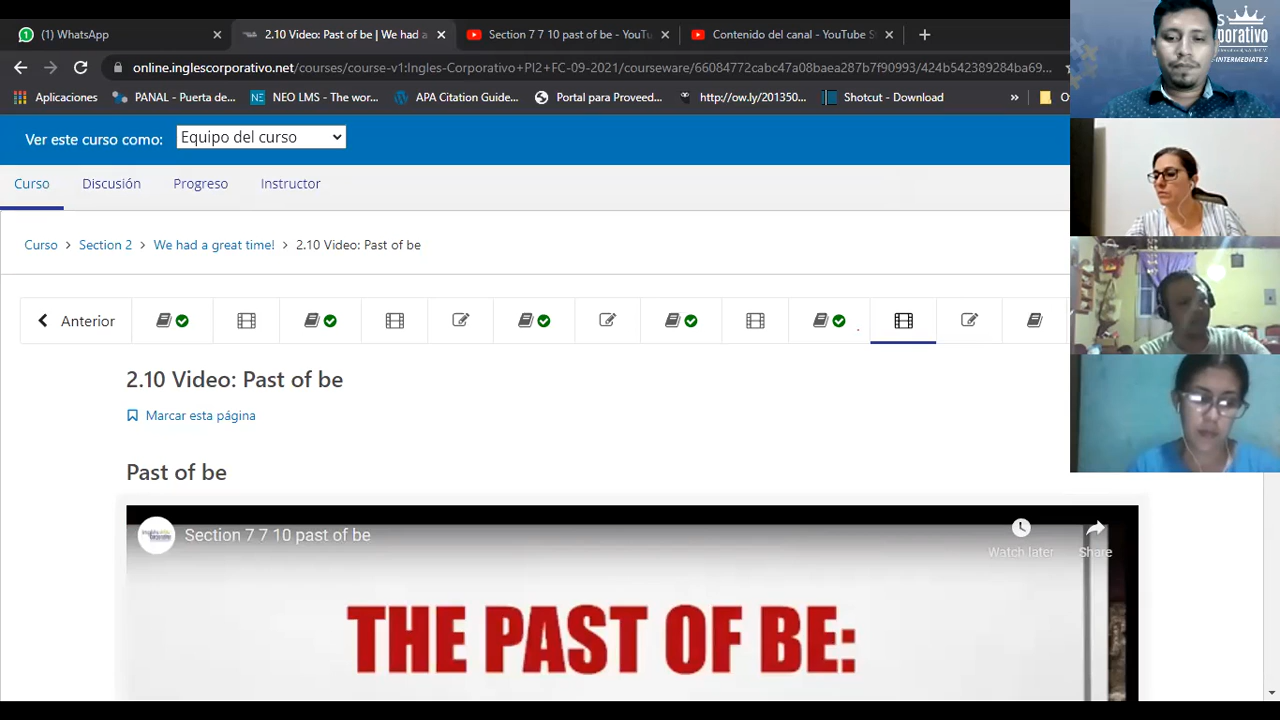 (1) WhatsApp
2.10 Video: Past of be | We had a
Section 7 7 10 past of be - YouTu
Contenido del canal - YouTube S
online.inglescorporativo.net/courses/course-v1:Ingles-Corporativo
09-2021/courseware/66084772cabc4
aea287b7f90993/424b542389284ba69...
Aplicaciones
PANAL - Puerta de...
NEO LMS - The wor...
APA Citation Guide...
Portal para Proveed...
http://ow.ly/201350...
Shotcut - Download
»
S
porativo
INTERMEDIATE 2
Ver este curso como:
Equipo del curso
Curso
Discusión
Progreso
Instructor
Curso > Section 2 > We had a great time! > 2.10 Video: Past of be
Anterior
2.10 Video: Past of be
Marcar esta página
Past of be
Section 7 7 10 past of be
Watch later
Share
THE PAST OF BE: